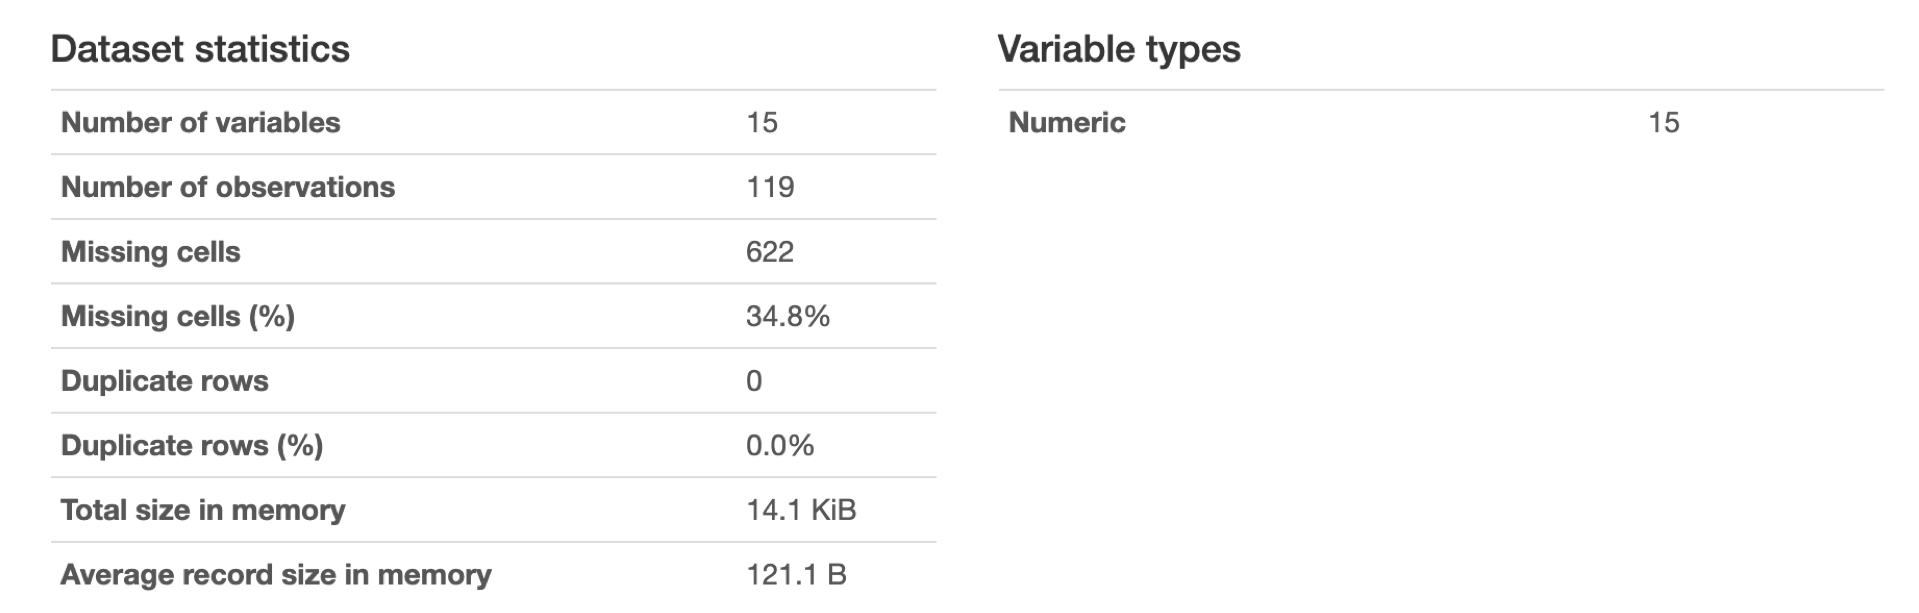 Dataset statistics
Number of variables 15
Number of observations 119
Missing cells 622
Missing cells (%) 34.8%
Duplicate rows 0
Duplicate rows (%) 0.0%
Total size in memory 14.1 KiB
Average record size in memory 121.1 B
Variable types
Numeric 15